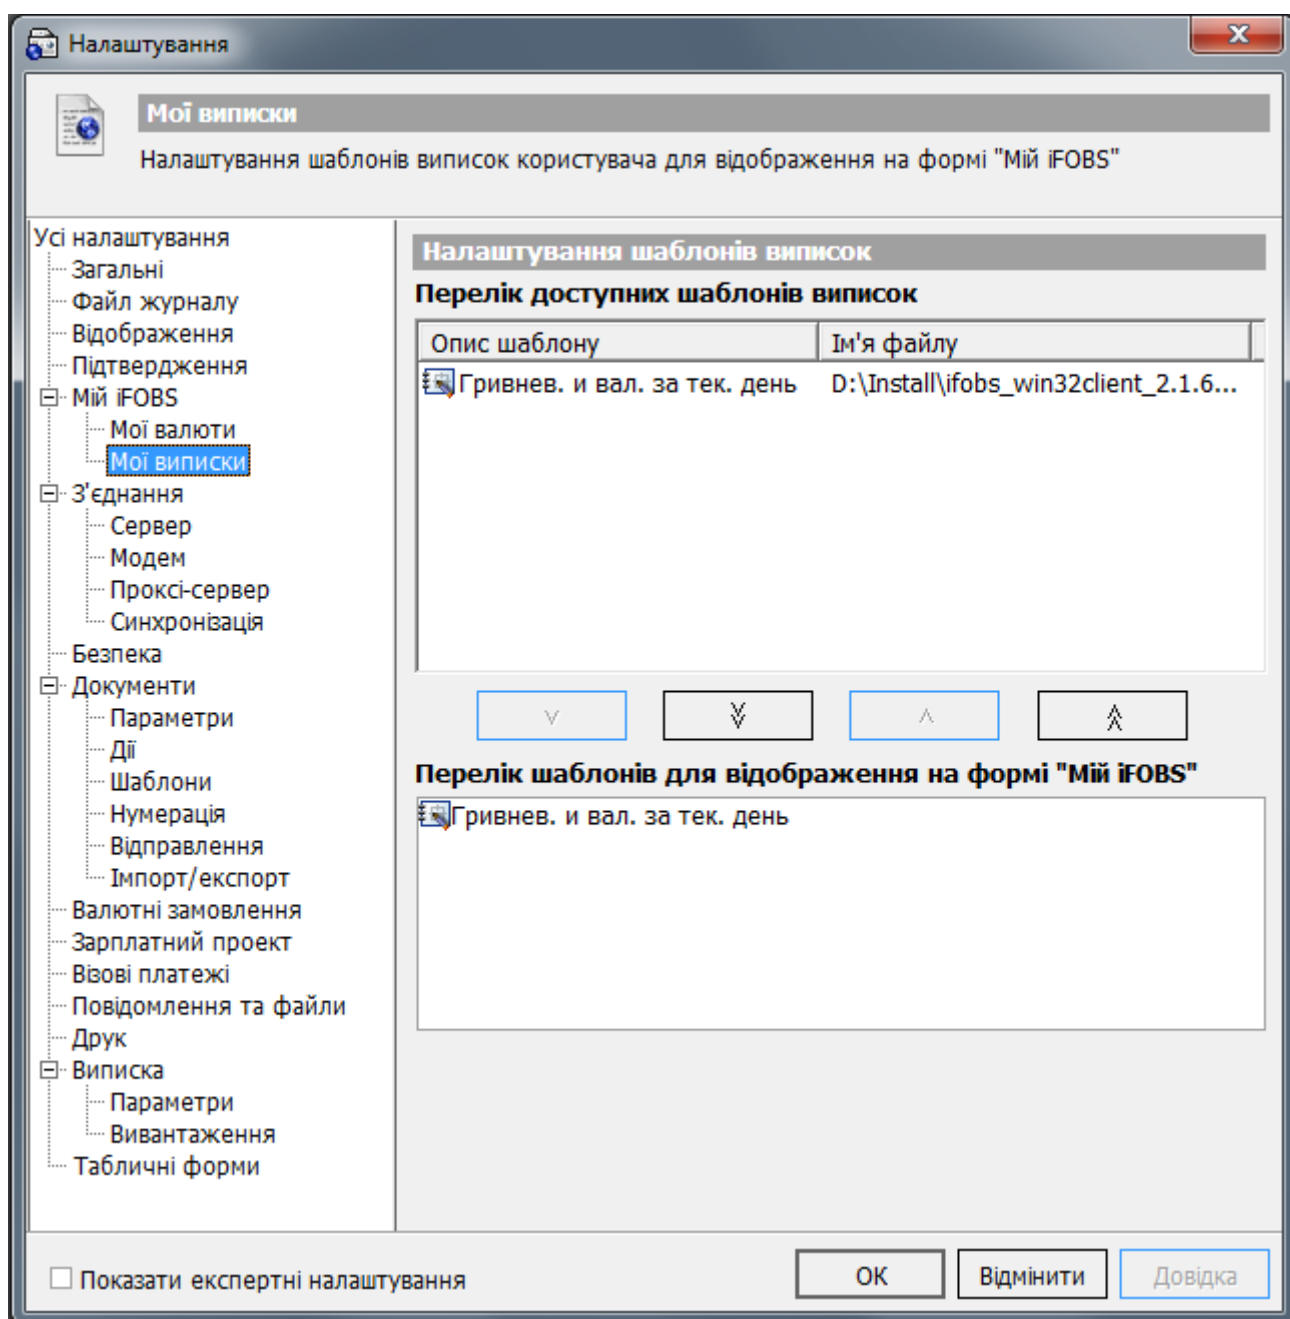 Налаштування
Мої виписки
Налаштування шаблонів виписок користувача для відображення на формі "Мій iFOBS"
Усі налаштування
Загальні
Файл журналу
Відображення
Підтвердження
Мій iFOBS
Мої валюти
Мої виписки
З'єднання
Сервер
Модем
Проксі-сервер
Синхронізація
Безпека
Документи
Параметри
Дії
Шаблони
Нумерація
Відправлення
Імпорт/експорт
Валютні замовлення
Зарплатний проект
Візові платежі
Повідомлення та файли
Друк
Виписка
Параметри
Вивантаження
Табличні форми
Налаштування шаблонів виписок
Перелік доступних шаблонів виписок
Опис шаблону Ім'я файлу
Гривнев. и вал. за тек. день D:\Install\ifobs_win32client_2.1.6...
Перелік шаблонів для відображення на формі "Мій iFOBS"
Гривнев. и вал. за тек. день
Показати експертні налаштування
ОК Відмінити Довідка